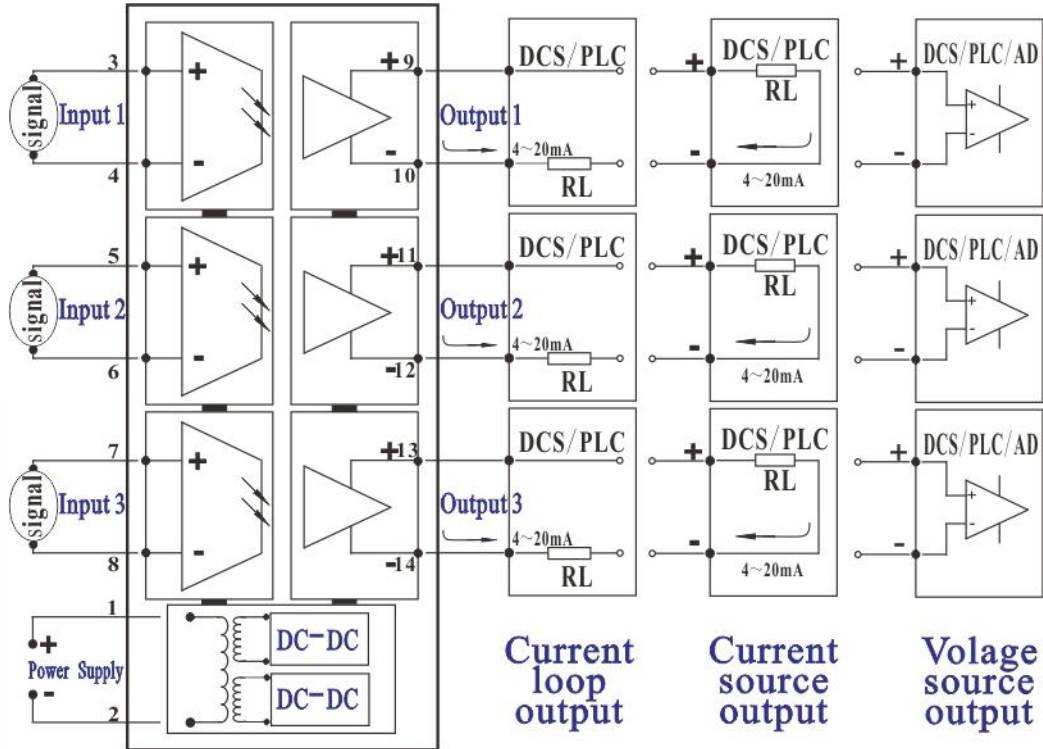 3
signal
Input 1
4
+
-
+
9
-
10
Output 1
4~20mA
DCS/PLC
RL
+
-
DCS/PLC
RL
4~20mA
+
-
DCS/PLC/AD
+
-
5
signal
Input 2
6
+
-
+
11
-
12
Output 2
4~20mA
DCS/PLC
RL
+
-
DCS/PLC
RL
4~20mA
+
-
DCS/PLC/AD
+
-
7
signal
Input 3
8
+
-
+
13
-
14
Output 3
4~20mA
DCS/PLC
RL
+
-
DCS/PLC
RL
4~20mA
+
-
DCS/PLC/AD
+
-
1
+
Power Supply
-
2
DC-DC
DC-DC
Current
loop
output
Current
source
output
Volage
source
output